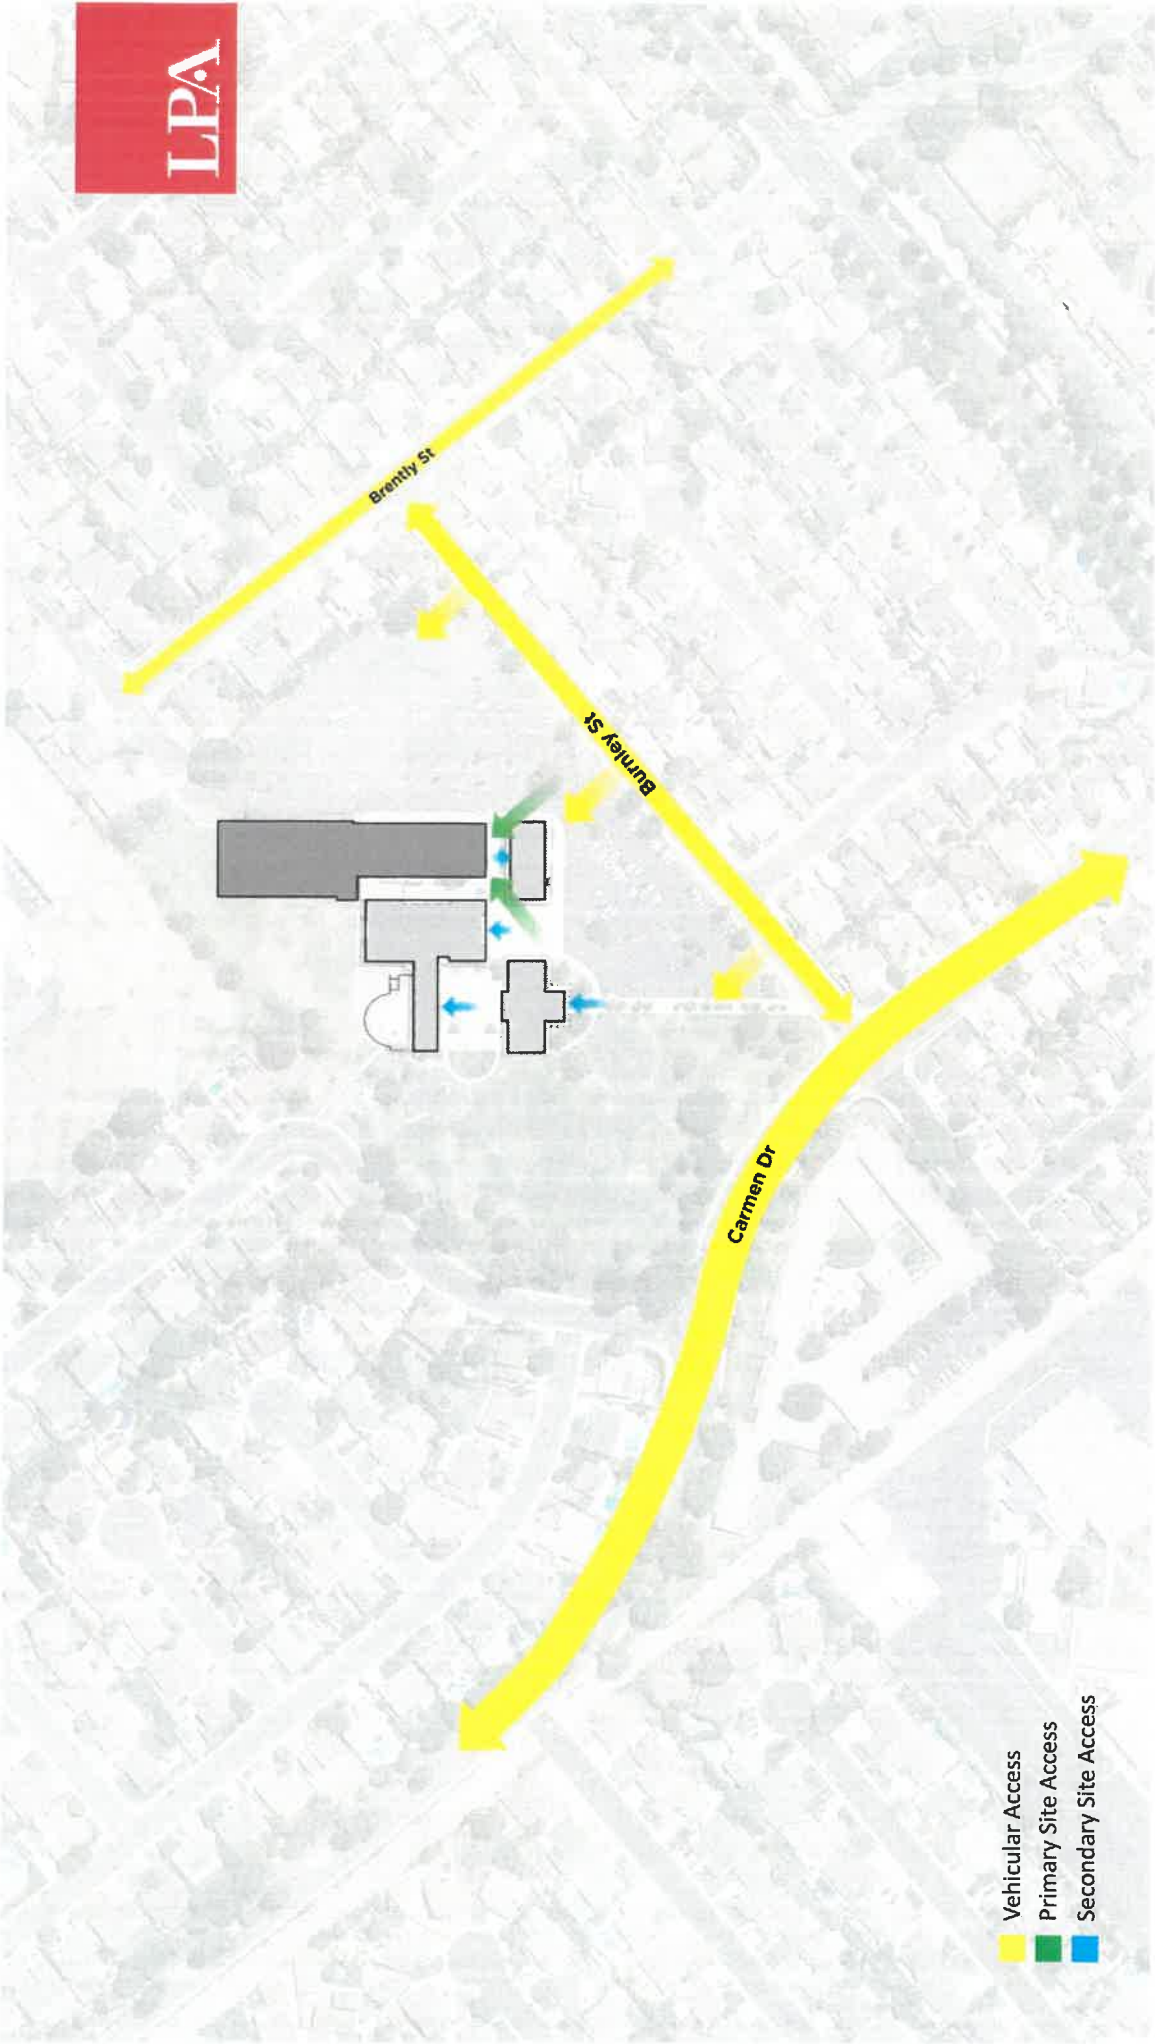 LPA
Brently St
Burnley St
Carmen Dr
Vehicular Access
Primary Site Access
Secondary Site Access